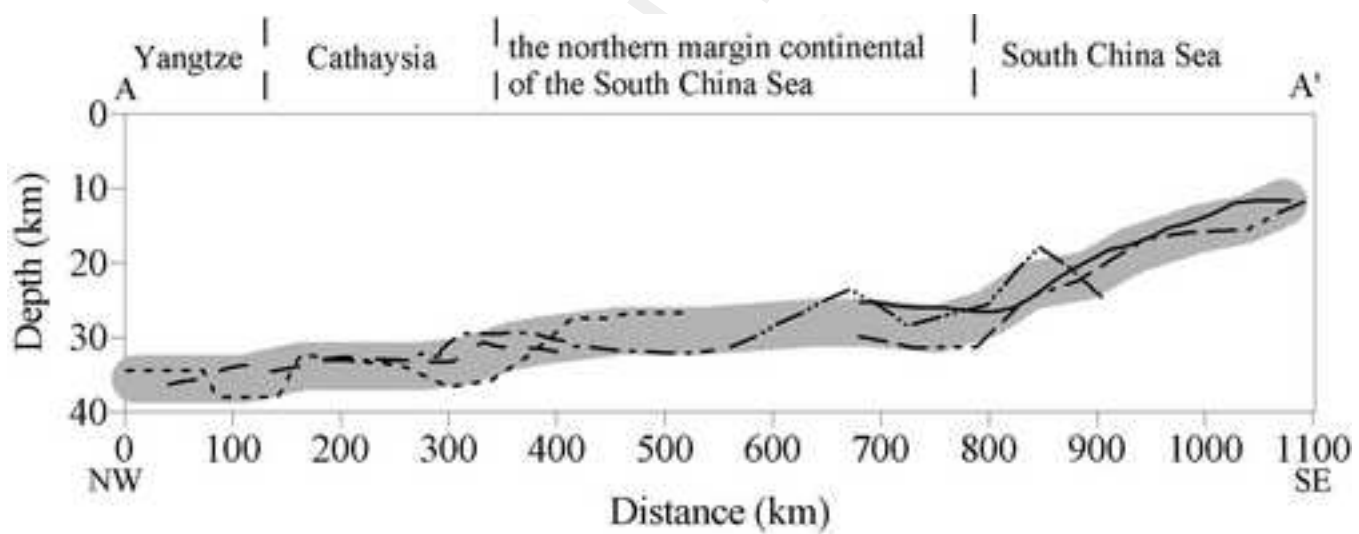 Yangtze
Cathaysia
the northern margin continental
of the South China Sea
South China Sea
A
A'
0
10
20
30
40
Depth (km)
0 100 200 300 400 500 600 700 800 900 1000 1100
NW
SE
Distance (km)